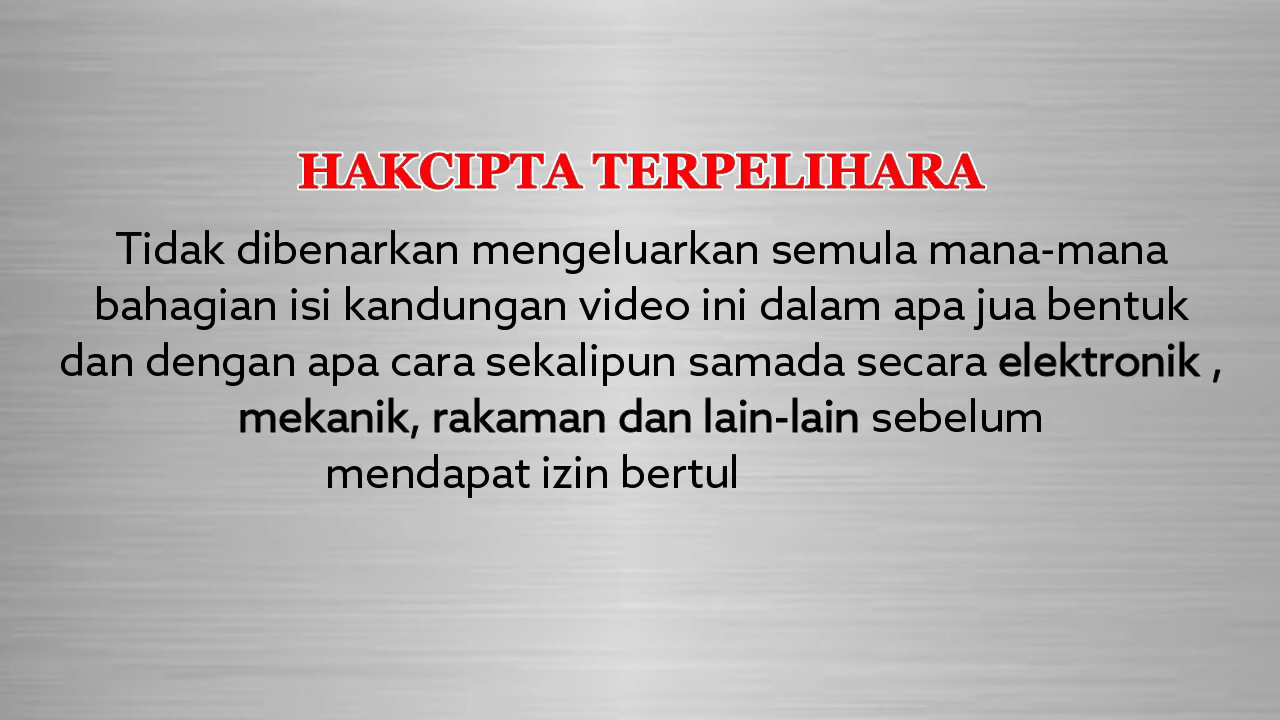 HAKCIPTA TERPELIHARA
Tidak dibenarkan mengeluarkan semula mana-mana
bahagian isi kandungan video ini dalam apa jua bentuk
dan dengan apa cara sekalipun samada secara elektronik ,
mekanik, rakaman dan lain-lain sebelum
mendapat izin bertul